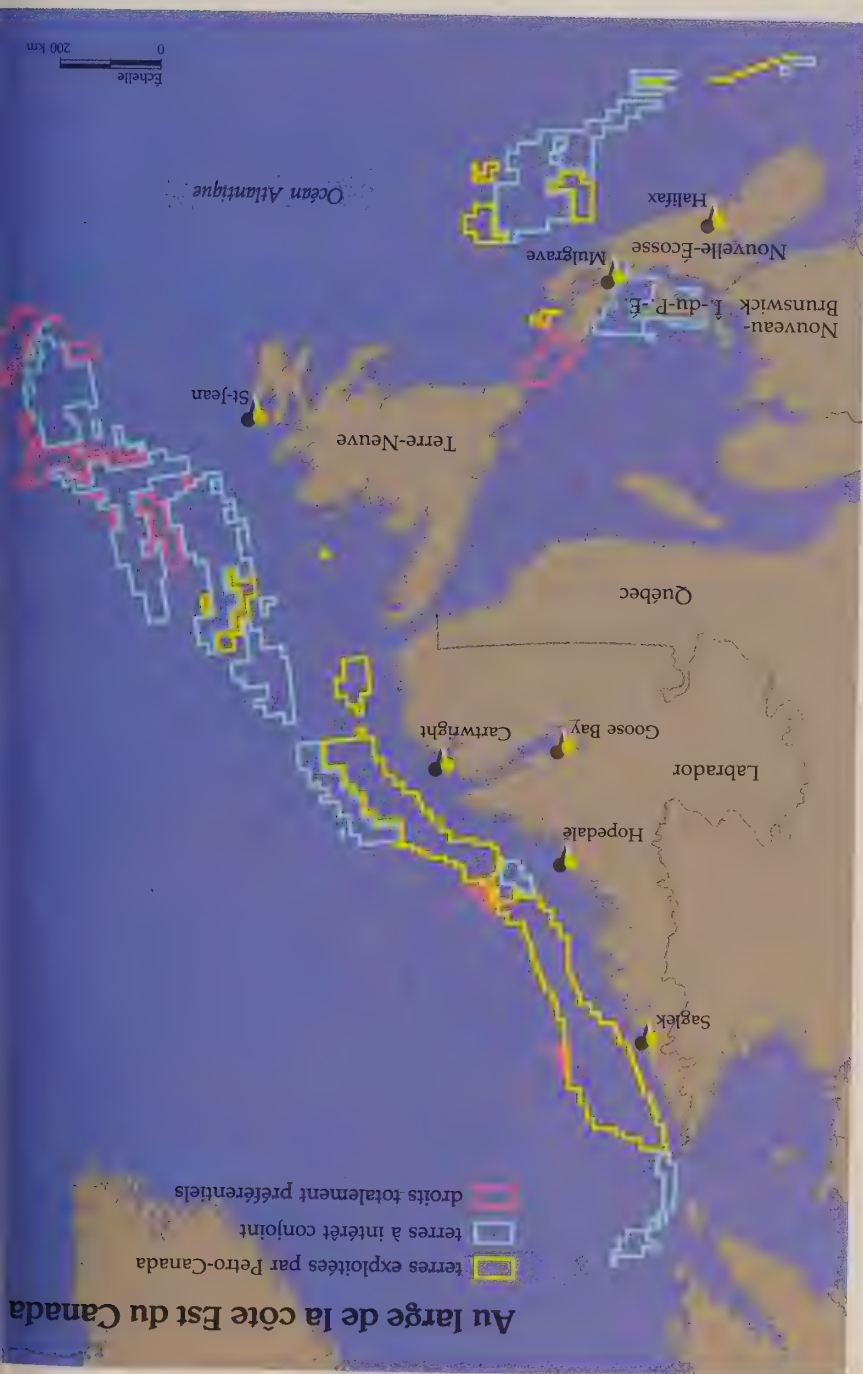 Au large de la côte Est du Canada
terres exploitées par Petro-Canada
terres à intérêt conjoint
droits totalement préférentiels
Saglek
Hopedale
Labrador
Goose Bay
Cartwright
Québec
Terre-Neuve
St-Jean
Nouveau-
Brunswick
Î.-du-P.-É.
Mulgrave
Nouvelle-Écosse
Halifax
Océan Atlantique
Échelle
0 200 km